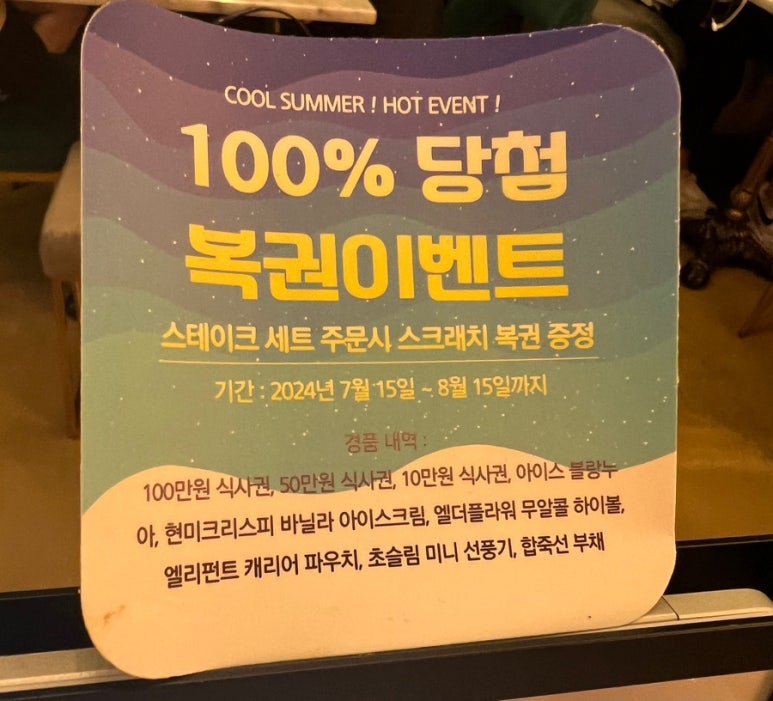 COOL SUMMER ! HOT EVENT !
100% 당첨
복권이벤트
스테이크 세트 주문시 스크래치 복권 증정
기간 : 2024년 7월 15일 ~ 8월 15일까지
경품 내역 :
100만원 식사권, 50만원 식사권, 10만원 식사권, 아이스 블랑누
아, 현미크리스피 바닐라 아이스크림, 엘더플라워 무알콜 하이볼,
엘리펀트 캐리어 파우치, 초슬림 미니 선풍기, 합죽선 부채